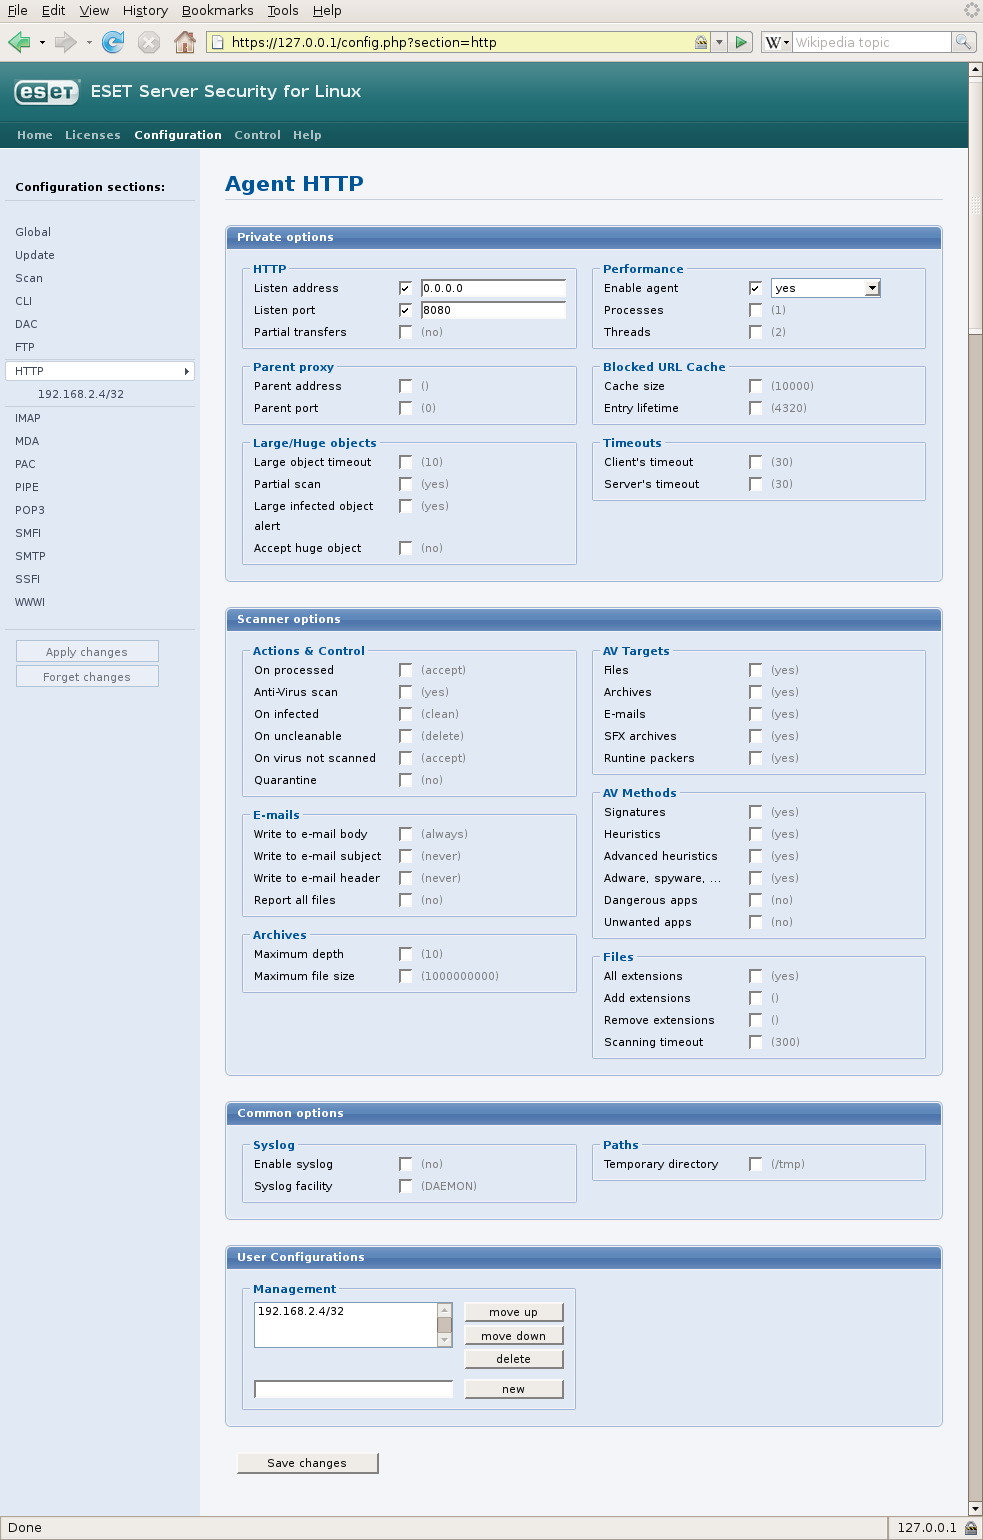 File Edit View History Bookmarks Tools Help
https://127.0.0.1/config.php?section=http W Wikipedia topic
eseT ESET Server Security for Linux
Home Licenses Configuration Control Help
Configuration sections:
Global
Update
Scan
CLI
DAC
FTP
HTTP
192.168.2.4/32
IMAP
MDA
PAC
PIPE
POP3
SMFI
SMTP
SSFI
WWWI
Apply changes
Forget changes
Agent HTTP
Private options
HTTP
Listen address 0.0.0.0
Listen port 8080
Partial transfers (no)
Parent proxy
Parent address ()
Parent port (0)
Large/Huge objects
Large object timeout (10)
Partial scan (yes)
Large infected object (yes)
alert
Accept huge object (no)
Performance
Enable agent yes
Processes (1)
Threads (2)
Blocked URL Cache
Cache size (10000)
Entry lifetime (4320)
Timeouts
Client's timeout (30)
Server's timeout (30)
Scanner options
Actions & Control
On processed (accept)
Anti-Virus scan (yes)
On infected (clean)
On uncleanable (delete)
On virus not scanned (accept)
Quarantine (no)
E-mails
Write to e-mail body (always)
Write to e-mail subject (never)
Write to e-mail header (never)
Report all files (no)
Archives
Maximum depth (10)
Maximum file size (1000000000)
AV Targets
Files (yes)
Archives (yes)
E-mails (yes)
SFX archives (yes)
Runtime packers (yes)
AV Methods
Signatures (yes)
Heuristics (yes)
Advanced heuristics (yes)
Adware, spyware, ... (yes)
Dangerous apps (no)
Unwanted apps (no)
Files
All extensions (yes)
Add extensions ()
Remove extensions ()
Scanning timeout (300)
Common options
Syslog
Enable syslog (no)
Syslog facility (DAEMON)
Paths
Temporary directory (/tmp)
User Configurations
Management
192.168.2.4/32
move up
move down
delete
new
Save changes
Done 127.0.0.1